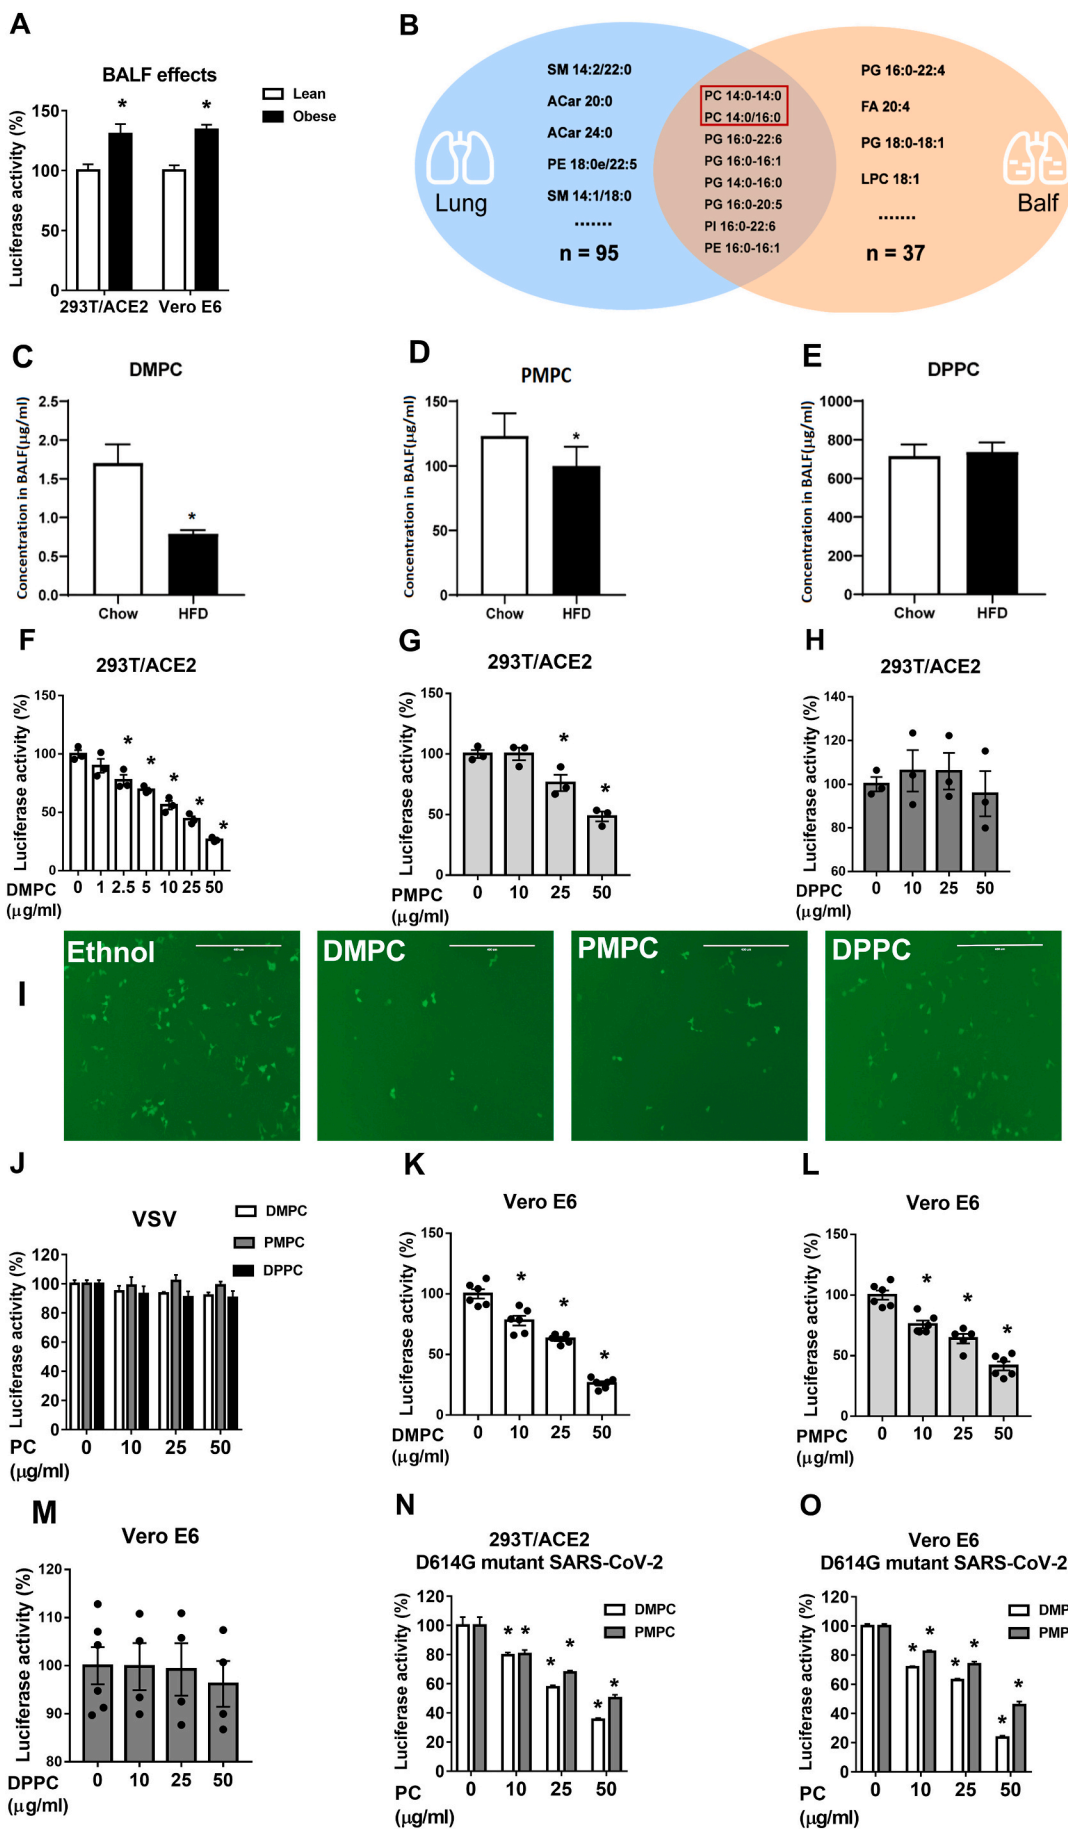 A
BALF effects
Lean
Obese
Luciferase activity (%)
150
100
50
0
293T/ACE2 Vero E6
* *
B
Lung
SM 14:2/22:0
ACar 20:0
ACar 24:0
PE 18:0e/22:5
SM 14:1/18:0
.......
n = 95
PC 14:0-14:0
PC 14:0/16:0
PG 16:0-22:6
PG 16:0-16:1
PG 14:0-16:0
PG 16:0-20:5
PI 16:0-22:6
PE 16:0-16:1
PG 16:0-22:4
FA 20:4
PG 18:0-18:1
LPC 18:1
.......
n = 37
Balf
C
DMPC
Concentration in BALF(μg/ml)
2.5
2.0
1.5
1.0
0.5
0.0
*
Chow HFD
D
PMPC
Concentration in BALF(μg/ml)
150
100
50
0
*
Chow HFD
E
DPPC
Concentration in BALF(μg/ml)
1000
800
600
400
200
0
Chow HFD
F
293T/ACE2
Luciferase activity (%)
150
100
50
0
* * * * *
0 1 2.5 5 10 25 50
DMPC
(μg/ml)
G
293T/ACE2
Luciferase activity (%)
150
100
50
0
* *
0 10 25 50
PMPC
(μg/ml)
H
293T/ACE2
Luciferase activity (%)
140
120
100
80
60
0 10 25 50
DPPC
(μg/ml)
I
Ethnol
DMPC
PMPC
DPPC
J
VSV
DMPC
PMPC
DPPC
Luciferase activity (%)
120
100
80
60
40
20
0
0 10 25 50
PC
(μg/ml)
K
Vero E6
Luciferase activity (%)
150
100
50
0
* * *
0 10 25 50
DMPC
(μg/ml)
L
Vero E6
Luciferase activity (%)
150
100
50
0
* * *
0 10 25 50
PMPC
(μg/ml)
M
Vero E6
Luciferase activity (%)
120
110
100
90
80
0 10 25 50
DPPC
(μg/ml)
N
293T/ACE2
D614G mutant SARS-CoV-2
DMPC
PMPC
Luciferase activity (%)
120
100
80
60
40
20
0
* * * * * *
0 10 25 50
PC
(μg/ml)
O
Vero E6
D614G mutant SARS-CoV-2
DMP
PMP
Luciferase activity (%)
120
100
80
60
40
20
0
* * * * * *
0 10 25 50
PC
(μg/ml)